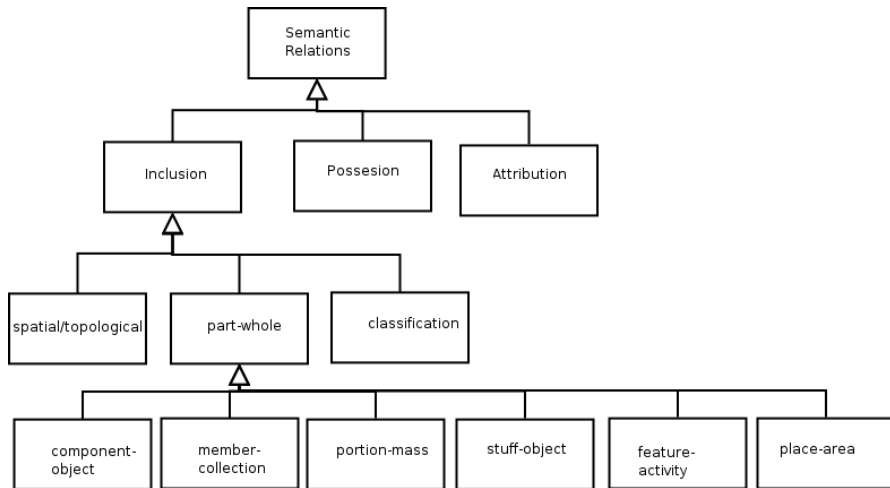 Semantic
Relations
Inclusion
Possesion
Attribution
spatial/topological
part-whole
classification
component-
object
member-
collection
portion-mass
stuff-object
feature-
activity
place-area